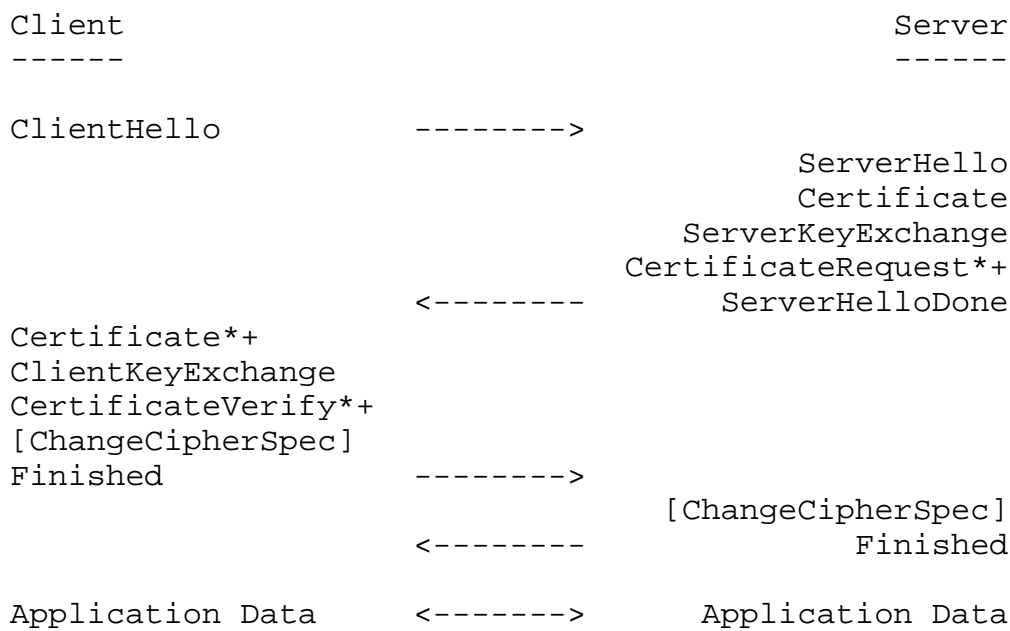 Client                                        Server
------                                        ------
ClientHello          -------->
                                         ServerHello
                                         Certificate
                                   ServerKeyExchange
                                CertificateRequest*+
                     <--------       ServerHelloDone
Certificate*+
ClientKeyExchange
CertificateVerify*+
[ChangeCipherSpec]
Finished             -------->
                                  [ChangeCipherSpec]
                     <--------              Finished
Application Data     <------->      Application Data